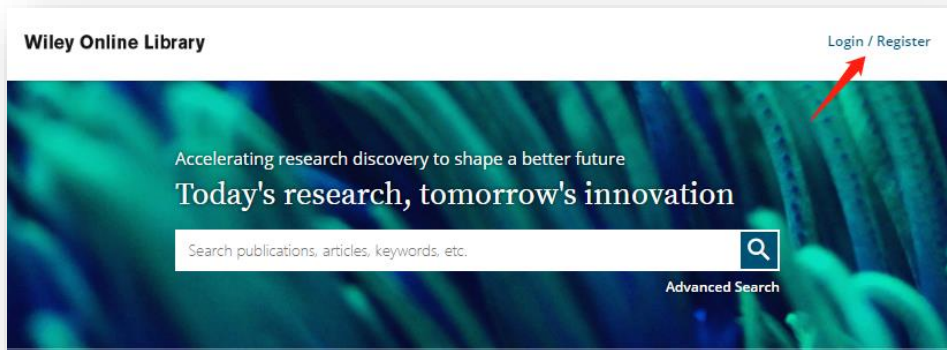 Wiley Online Library
Login / Register
Accelerating research discovery to shape a better future
Today's research, tomorrow's innovation
Search publications, articles, keywords, etc.
Advanced Search